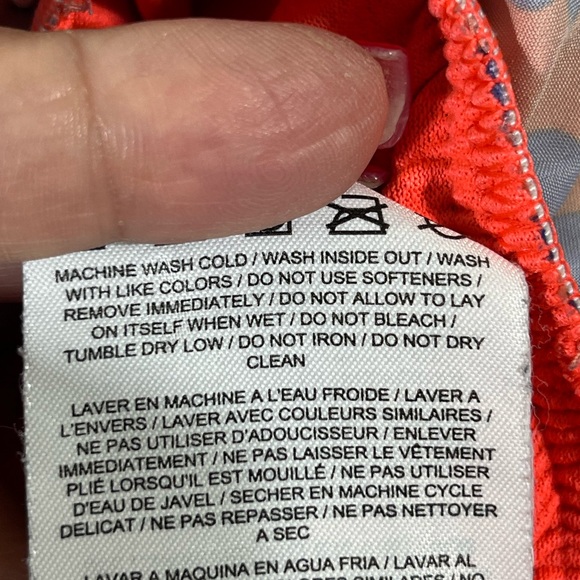 MACHINE WASH COLD / WASH INSIDE OUT / WASH
WITH LIKE COLORS / DO NOT USE SOFTENERS /
REMOVE IMMEDIATELY / DO NOT ALLOW TO LAY
ON ITSELF WHEN WET / DO NOT BLEACH /
TUMBLE DRY LOW / DO NOT IRON / DO NOT DRY
CLEAN
LAVER EN MACHINE A L'EAU FROIDE / LAVER A
L'ENVERS / LAVER AVEC COULEURS SIMILAIRES /
NE PAS UTILISER D'ADOUCISSEUR / ENLEVER
IMMEDIATEMENT / NE PAS LAISSER LE VÊTEMENT
PLIÉ LORSQU'IL EST MOUILLÉ / NE PAS UTILISER
D'EAU DE JAVEL / SECHER EN MACHINE CYCLE
DELICAT / NE PAS REPASSER / NE PAS NETTOYER
A SEC
LAVAR A MAQUINA EN AGUA FRIA / LAVAR AL